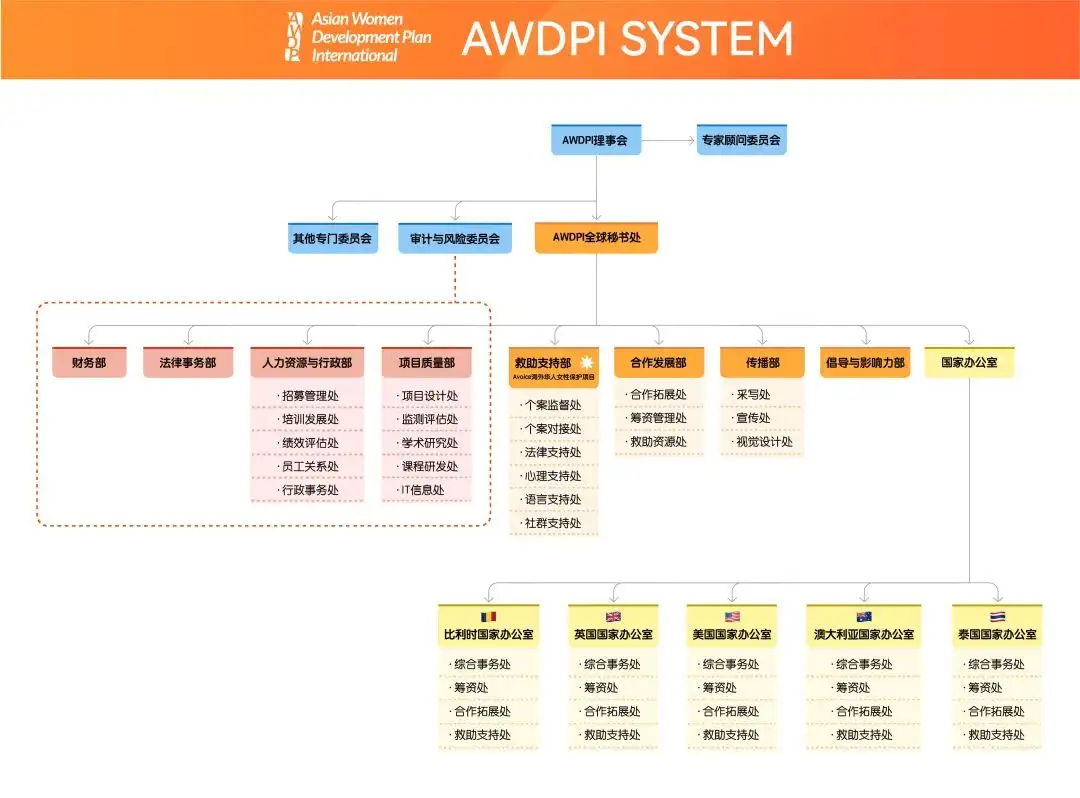 AWDP
Asian Women
Development Plan
International
AWDPI SYSTEM
AWDPI理事会
专家顾问委员会
其他专门委员会
审计与风险委员会
AWDPI全球秘书处
财务部
法律事务部
人力资源与行政部
·招募管理处
·培训发展处
·绩效评估处
·员工关系处
·行政事务处
项目质量部
·项目设计处
·监测评估处
·学术研究处
·课程研发处
·IT信息处
救助支持部
Avoice海外华人女性保护项目
·个案监督处
·个案对接处
·法律支持处
·心理支持处
·语言支持处
·社群支持处
合作发展部
·合作拓展处
·筹资管理处
·救助资源处
传播部
·采写处
·宣传处
·视觉设计处
倡导与影响力部
国家办公室
比利时国家办公室
·综合事务处
·筹资处
·合作拓展处
·救助支持处
英国国家办公室
·综合事务处
·筹资处
·合作拓展处
·救助支持处
美国国家办公室
·综合事务处
·筹资处
·合作拓展处
·救助支持处
澳大利亚国家办公室
·综合事务处
·筹资处
·合作拓展处
·救助支持处
泰国国家办公室
·综合事务处
·筹资处
·合作拓展处
·救助支持处